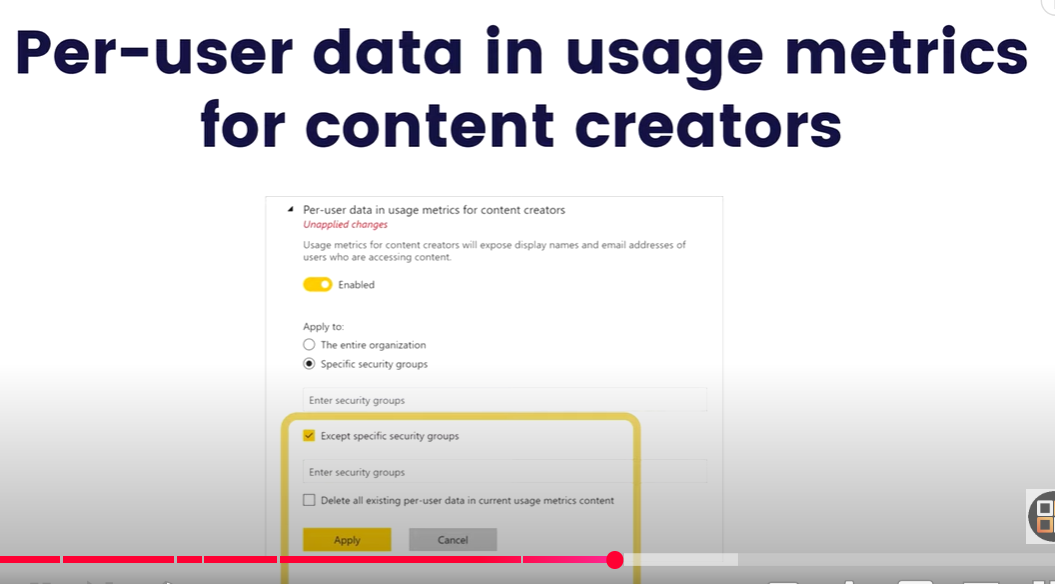 Per-user data in usage metrics
for content creators
Per-user data in usage metrics for content creators
Unapplied changes
Usage metrics for content creators will expose display names and email addresses of
users who are accessing content.
Enabled
Apply to:
The entire organization
Specific security groups
Enter security groups
Except specific security groups
Enter security groups
Delete all existing per-user data in current usage metrics content
Apply Cancel